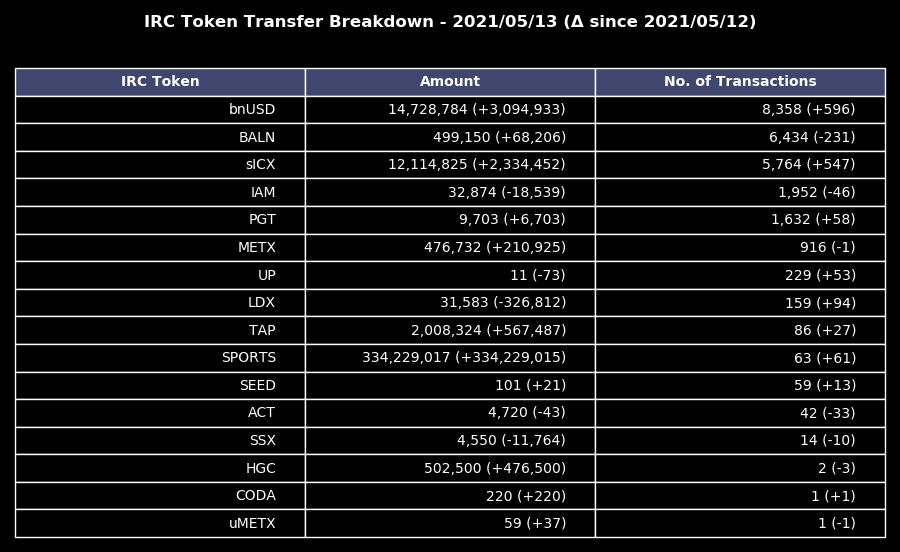 IRC Token Transfer Breakdown - 2021/05/13 (Δ since 2021/05/12)
IRC Token Amount No. of Transactions
bnUSD 14,728,784 (+3,094,933) 8,358 (+596)
BALN 499,150 (+68,206) 6,434 (-231)
sICX 12,114,825 (+2,334,452) 5,764 (+547)
IAM 32,874 (-18,539) 1,952 (-46)
PGT 9,703 (+6,703) 1,632 (+58)
METX 476,732 (+210,925) 916 (-1)
UP 11 (-73) 229 (+53)
LDX 31,583 (-326,812) 159 (+94)
TAP 2,008,324 (+567,487) 86 (+27)
SPORTS 334,229,017 (+334,229,015) 63 (+61)
SEED 101 (+21) 59 (+13)
ACT 4,720 (-43) 42 (-33)
SSX 4,550 (-11,764) 14 (-10)
HGC 502,500 (+476,500) 2 (-3)
CODA 220 (+220) 1 (+1)
uMETX 59 (+37) 1 (-1)